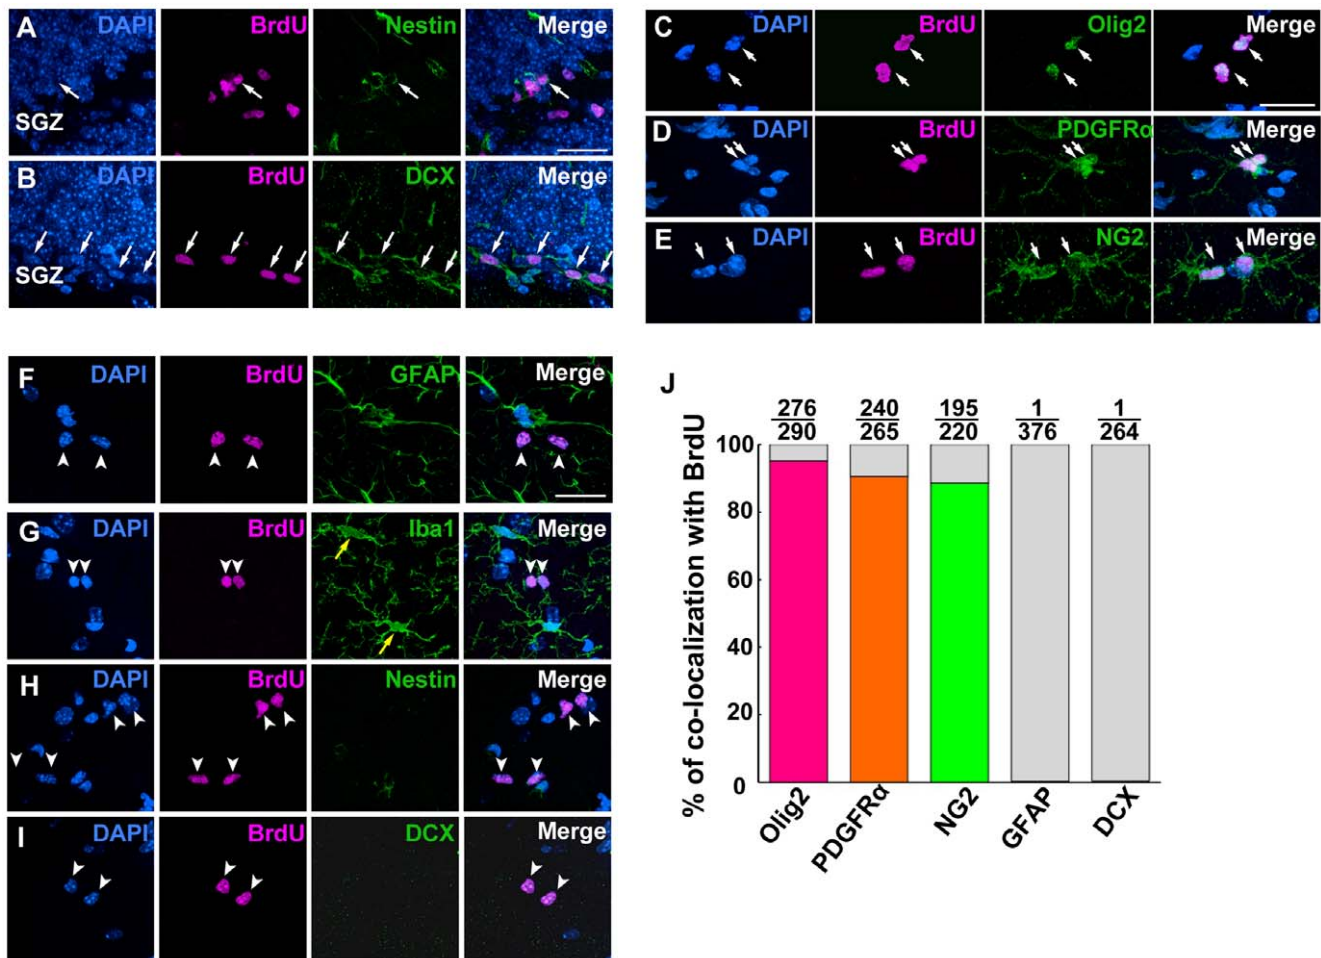 A DAPI BrdU Nestin Merge
SGZ
B DAPI BrdU DCX Merge
SGZ
C DAPI BrdU Olig2 Merge
D DAPI BrdU PDGFRα Merge
E DAPI BrdU NG2 Merge
F DAPI BrdU GFAP Merge
G DAPI BrdU Iba1 Merge
H DAPI BrdU Nestin Merge
I DAPI BrdU DCX Merge
J
276 240 195 1 1
290 265 220 376 264
% of co-localization with BrdU
100
80
60
40
20
0
Olig2 PDGFRα NG2 GFAP DCX